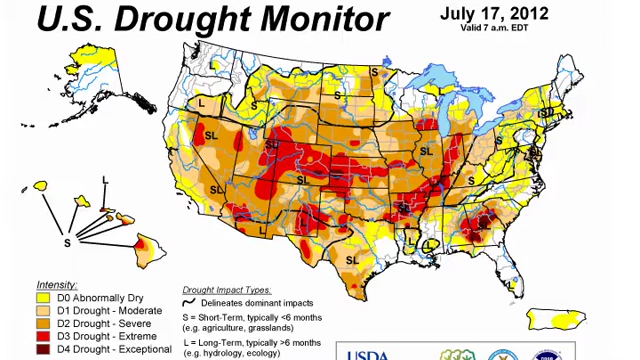 U.S. Drought Monitor
July 17, 2012
Valid 7 a.m. EDT
L
S
L
S
S
S
S
SL
SL
SL
SL
S
SL
SL
SL
L
L
L
L
SL
SL
L
S
Intensity:
D0 Abnormally Dry
D1 Drought - Moderate
D2 Drought - Severe
D3 Drought - Extreme
D4 Drought - Exceptional
Drought Impact Types:
Delineates dominant impacts
S = Short-Term, typically <6 months
(e.g. agriculture, grasslands)
L = Long-Term, typically >6 months
(e.g. hydrology, ecology)
USDA